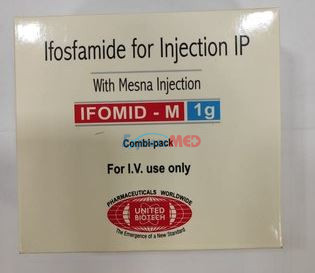 Ifosfamide for Injection IP
With Mesna Injection
IFOMID - M 1g
Combi-pack
For I.V. use only
PHARMACEUTICALS WORLDWIDE
UNITED
BIOTECH
The Emergence of a New Standard